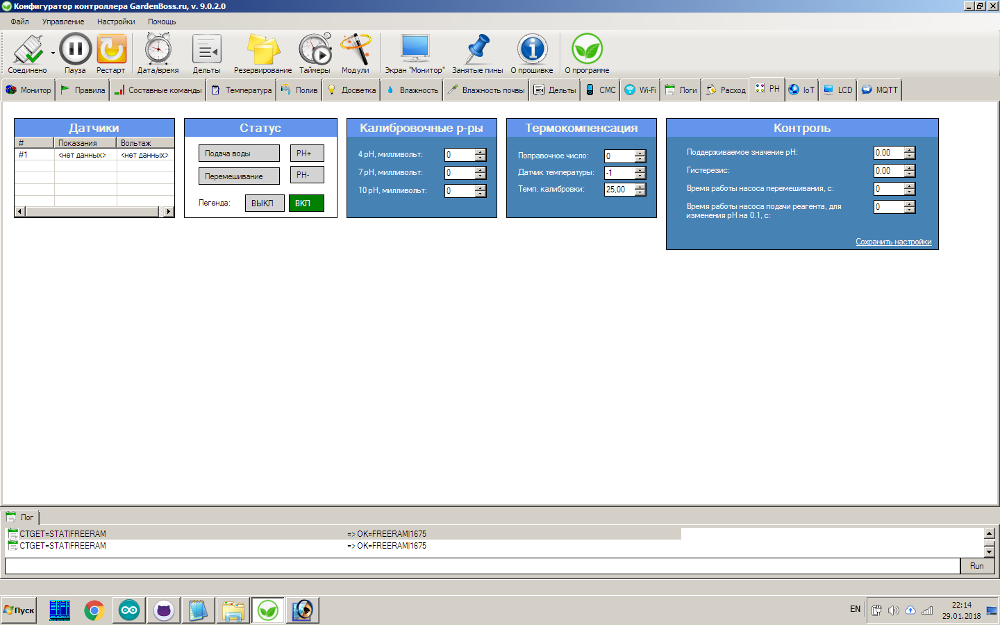 Конфигуратор контроллера GardenBoss.ru, v. 9.0.2.0
Файл Управление Настройки Помощь
Соединено Пауза Рестарт Дата/время Дельты Резервирование Таймеры Модули Экран "Монитор" Занятые пины О прошивке О программе
Монитор Правила Составные команды Температура Полив Досветка Влажность Влажность почвы Дельты СМС Wi-Fi Логи Расход PH IoT LCD MQTT
Датчики
# Показания Вольтаж
#1 <нет данных> <нет данных>
Статус
Подача воды PH+
Перемешивание PH-
Легенда: ВЫКЛ ВКЛ
Калибровочные р-ры
4 pH, милливольт: 0
7 pH, милливольт: 0
10 pH, милливольт: 0
Термокомпенсация
Поправочное число: 0
Датчик температуры: -1
Темп. калибровки: 25,00
Контроль
Поддерживаемое значение pH: 0,00
Гистерезис: 0,00
Время работы насоса перемешивания, с: 0
Время работы насоса подачи реагента, для 0
изменения pH на 0.1, с:
Сохранить настройки
Лог
CTGET=STAT|FREERAM => OK=FREERAM|1675
CTGET=STAT|FREERAM => OK=FREERAM|1675
Run
Пуск EN 22:14
29.01.2018